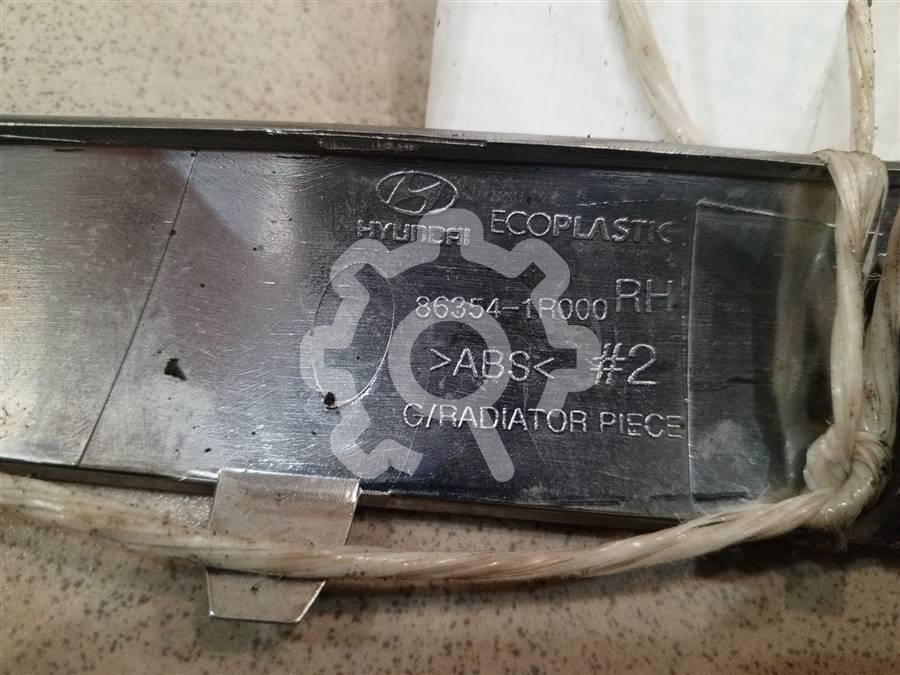 HYUNDAI ECOPLASTIC
86354-1R000 RH
>ABS< #2
G/RADIATOR PIECE